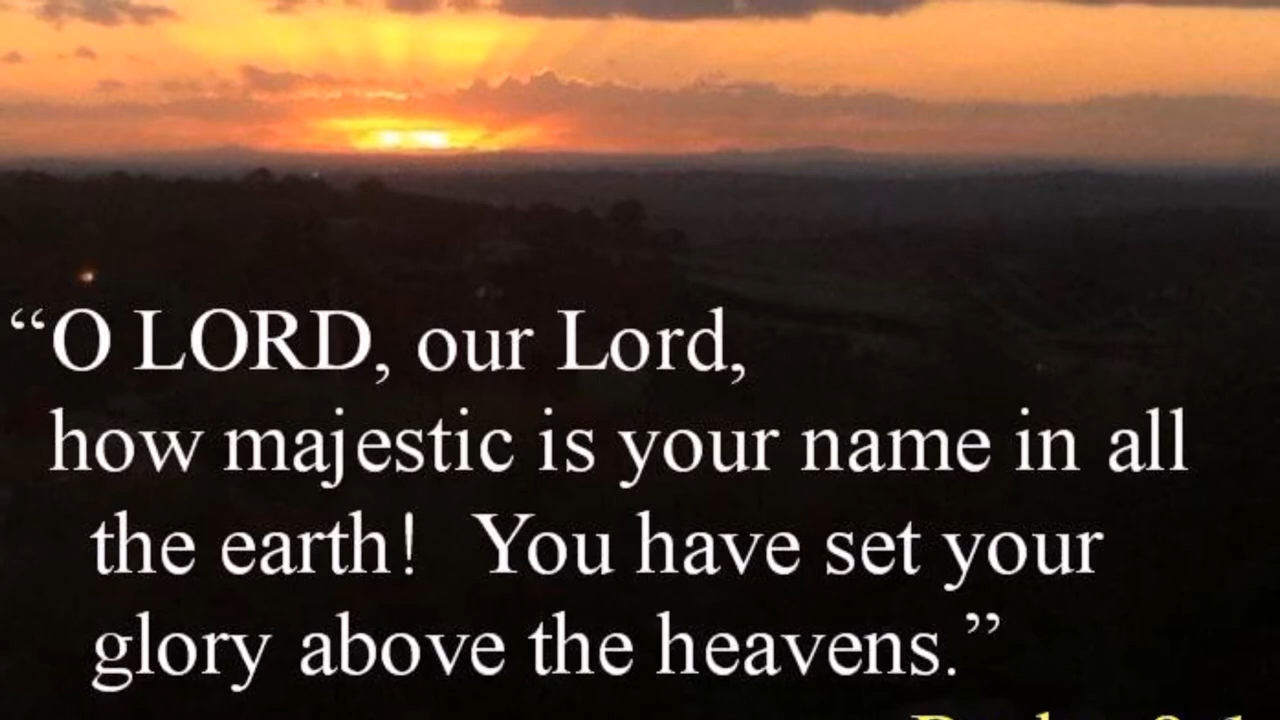 “O LORD, our Lord,
how majestic is your name in all
the earth!  You have set your
glory above the heavens.”